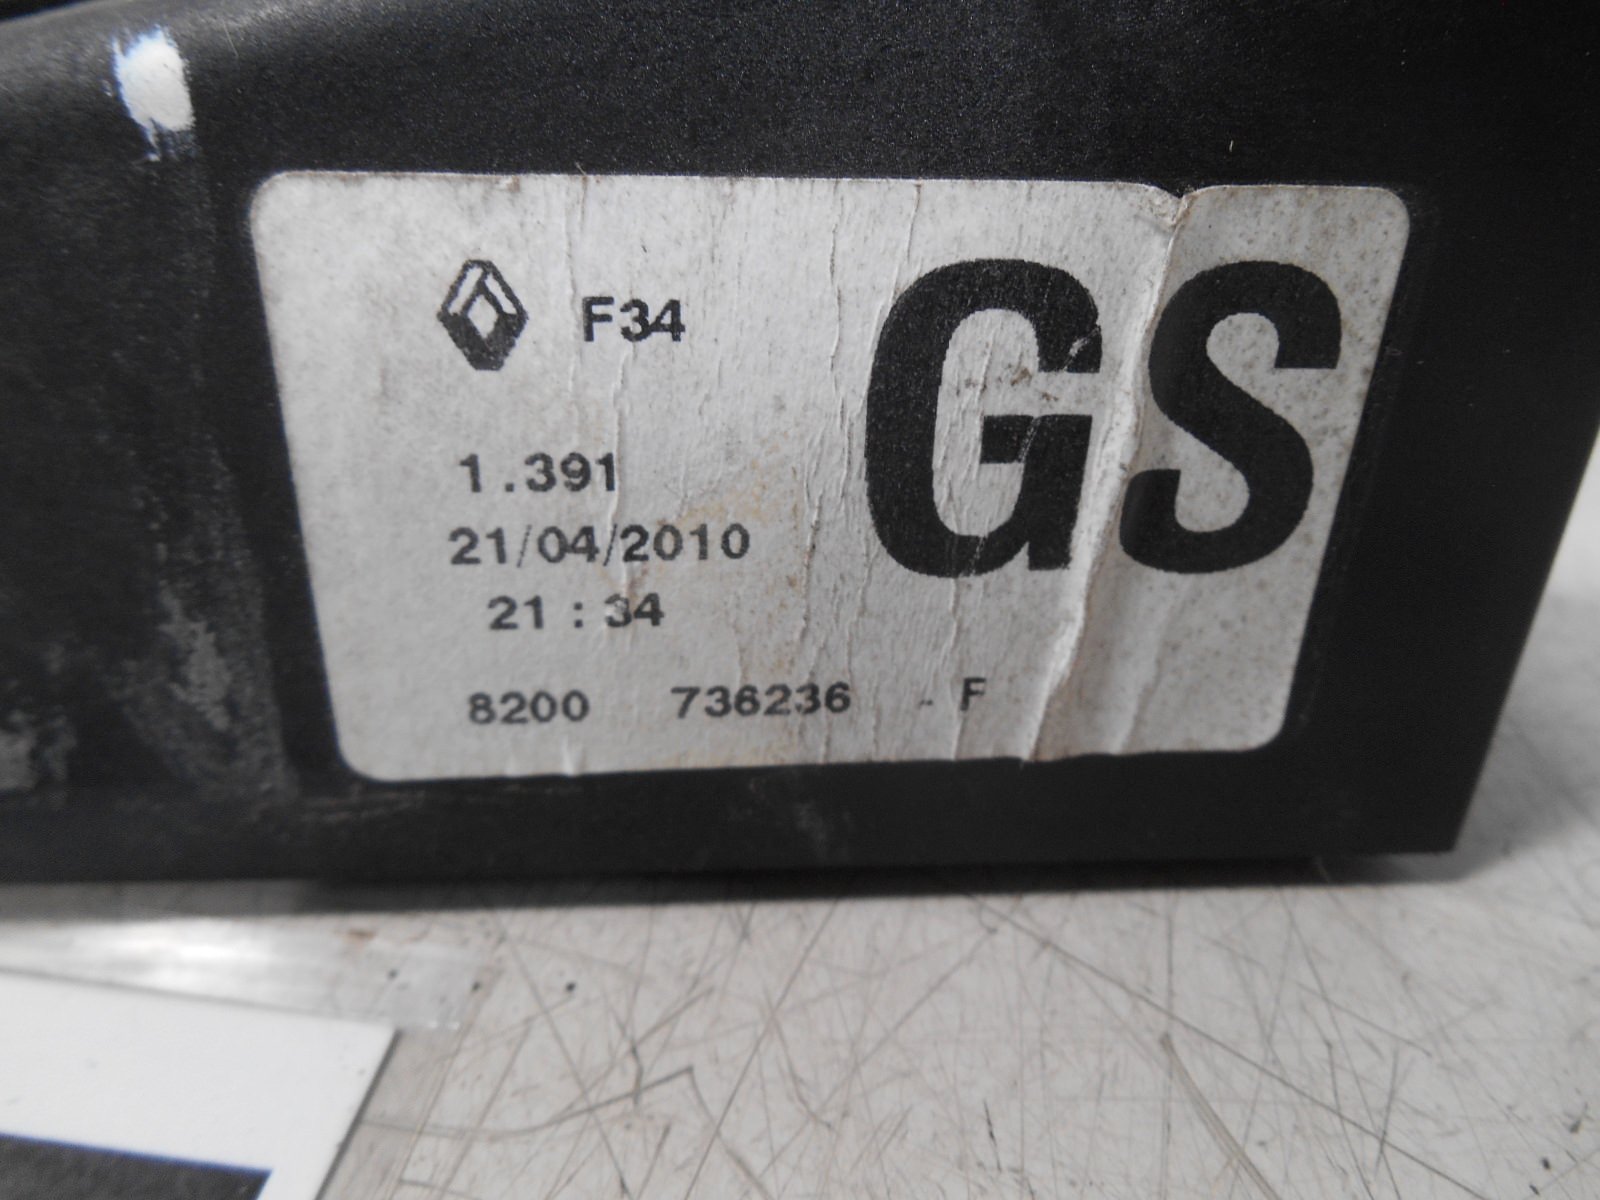 F34
GS
1.391
21/04/2010
21 : 34
8200 736236 - F